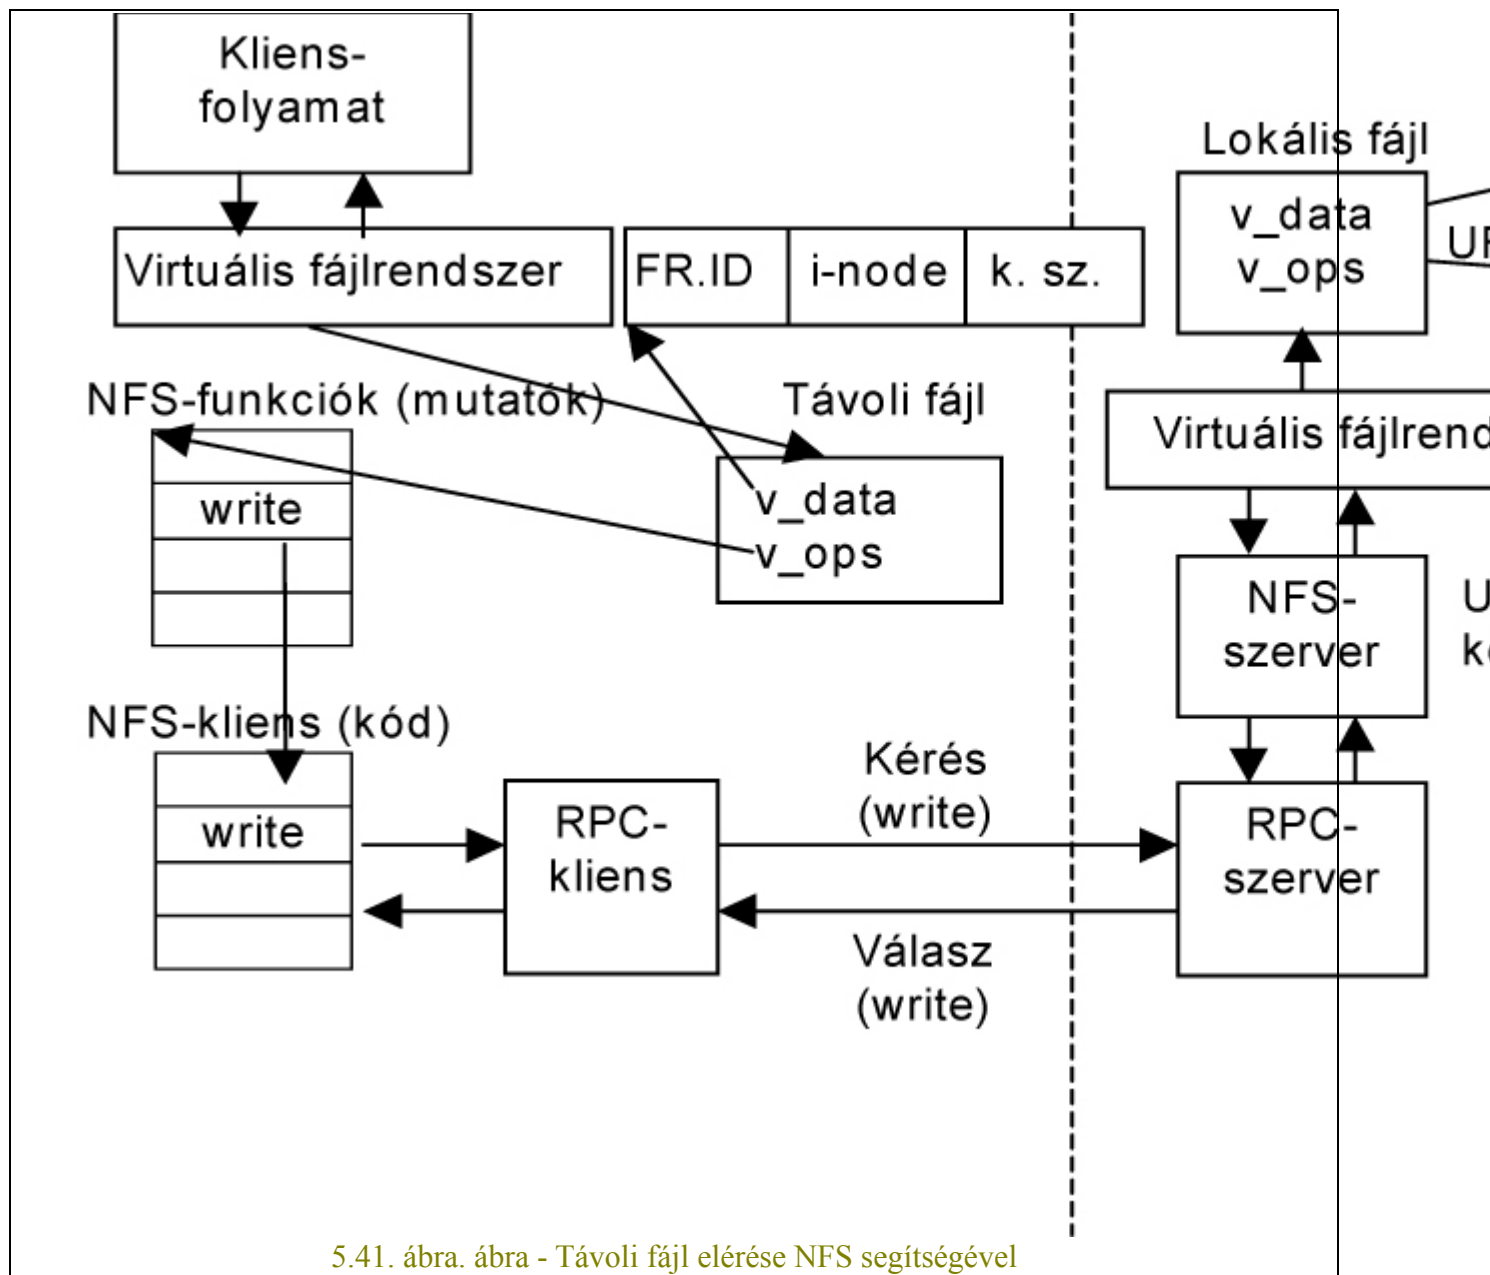 Kliens-
folyamat
Virtuális fájlrendszer
FR.ID
i-node
k. sz.
NFS-funkciók (mutatók)
write
Távoli fájl
v_data
v_ops
NFS-kliens (kód)
write
RPC-
kliens
Kérés
(write)
Válasz
(write)
Lokális fájl
v_data
v_ops
Virtuális
NFS-
szerver
RPC-
szerver
5.41. ábra. ábra - Távoli fájl elérése NFS segítségével